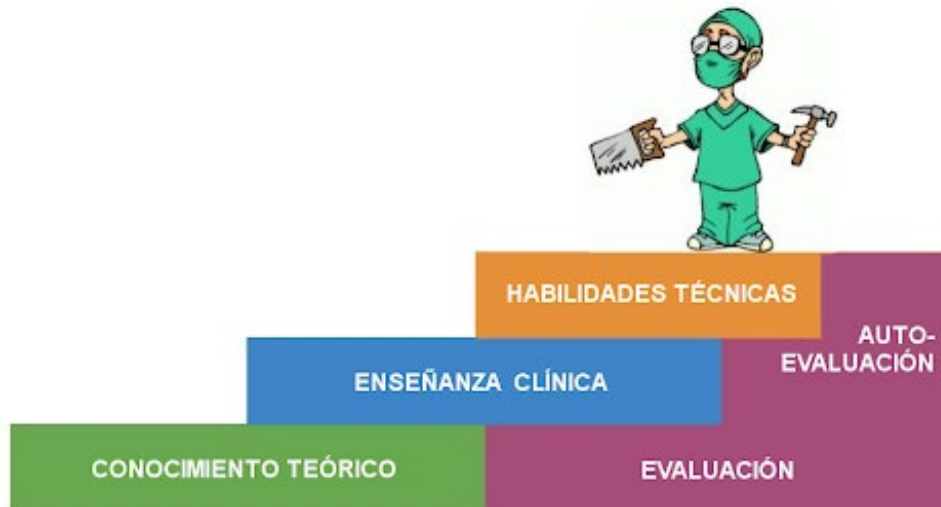 HABILIDADES TÉCNICAS
AUTO-
EVALUACIÓN
ENSEÑANZA CLÍNICA
CONOCIMIENTO TEÓRICO
EVALUACIÓN